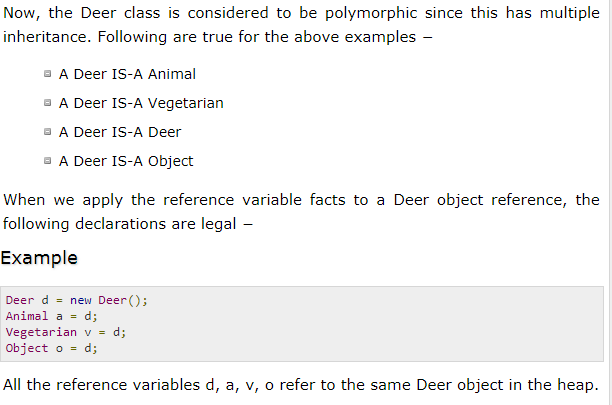 Now, the Deer class is considered to be polymorphic since this has multiple
inheritance. Following are true for the above examples −
A Deer IS-A Animal
A Deer IS-A Vegetarian
A Deer IS-A Deer
A Deer IS-A Object
When we apply the reference variable facts to a Deer object reference, the
following declarations are legal −
Example
Deer d = new Deer();
Animal a = d;
Vegetarian v = d;
Object o = d;
All the reference variables d, a, v, o refer to the same Deer object in the heap.